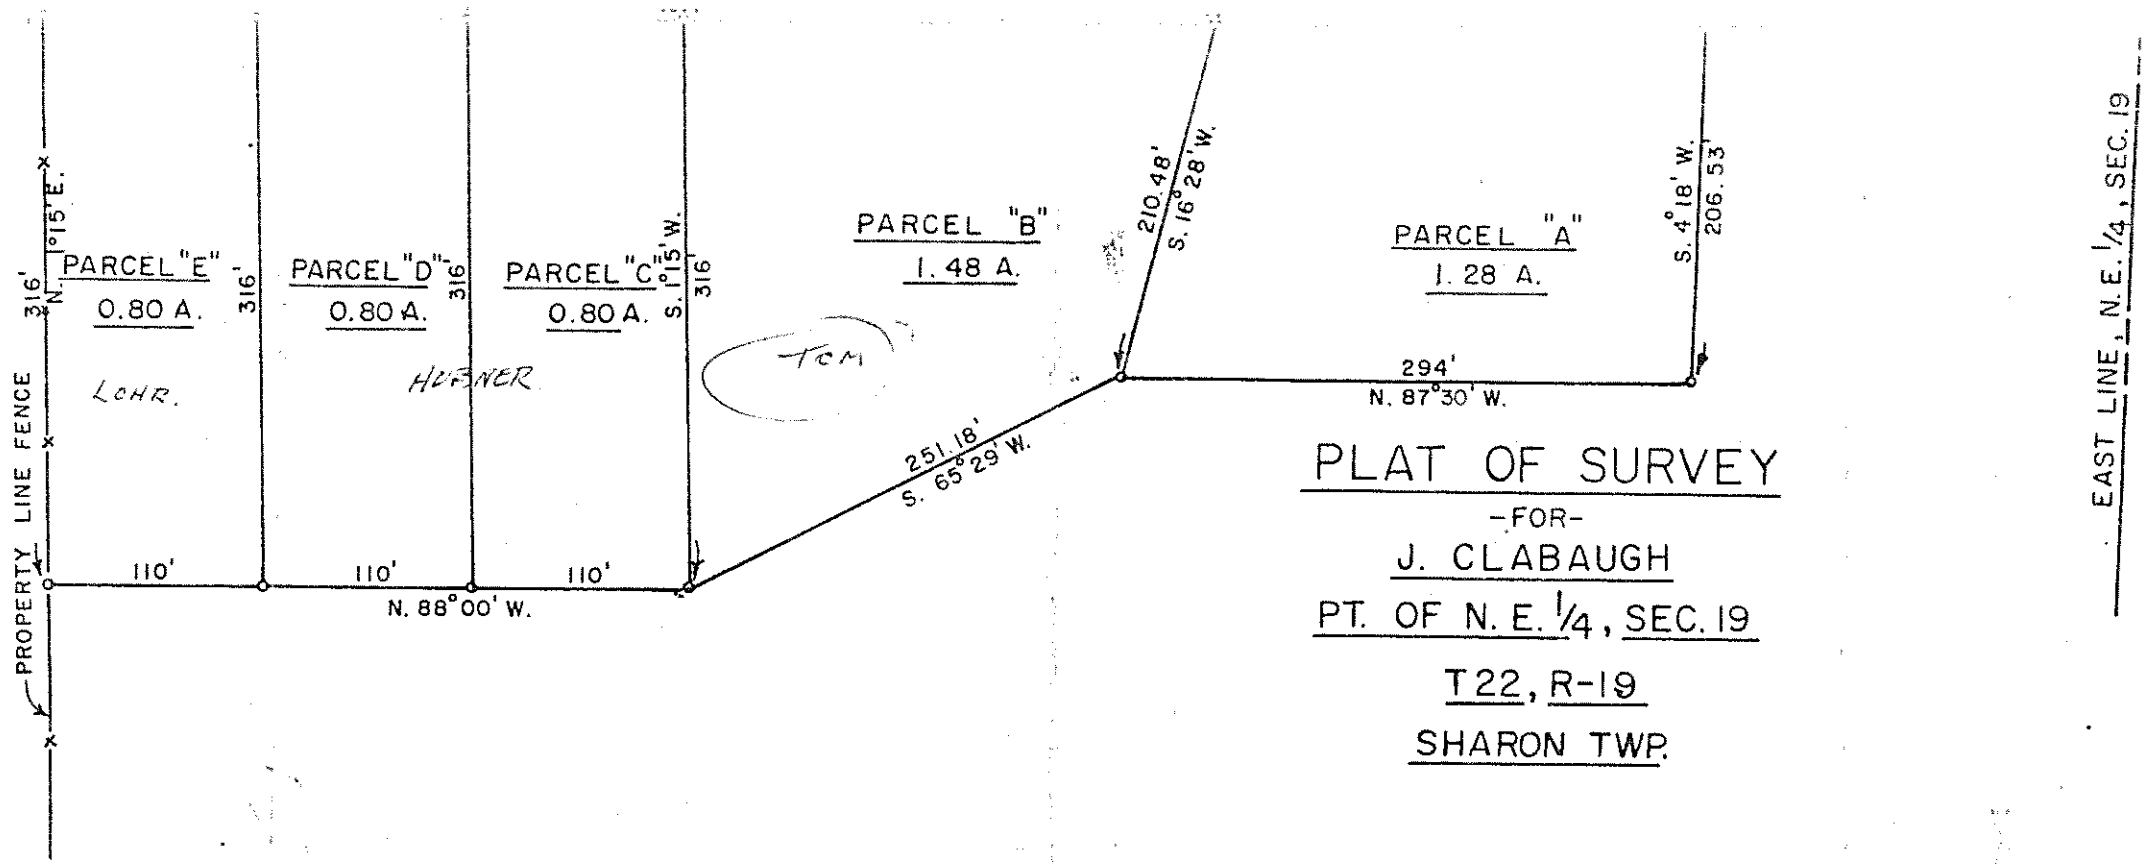 PARCEL "E"
0.80 A.
PARCEL "D"
0.80 A.
PARCEL "C"
0.80 A.
PARCEL "B"
1.48 A.
PARCEL "A"
1.28 A.
316'
N. 1°15' E.
316'
316'
S. 1°15' W.
316'
210.48'
S. 16°28' W.
S. 4°18' W.
206.53'
EAST LINE, N.E. 1/4, SEC. 19
LOHR.
HUBNER
TOM
294'
N. 87°30' W.
251.18'
S. 65°29' W.
PROPERTY LINE FENCE
110'
110'
110'
N. 88°00' W.
PLAT OF SURVEY
-FOR-
J. CLABAUGH
PT. OF N. E. 1/4, SEC. 19
T22, R-19
SHARON TWP.